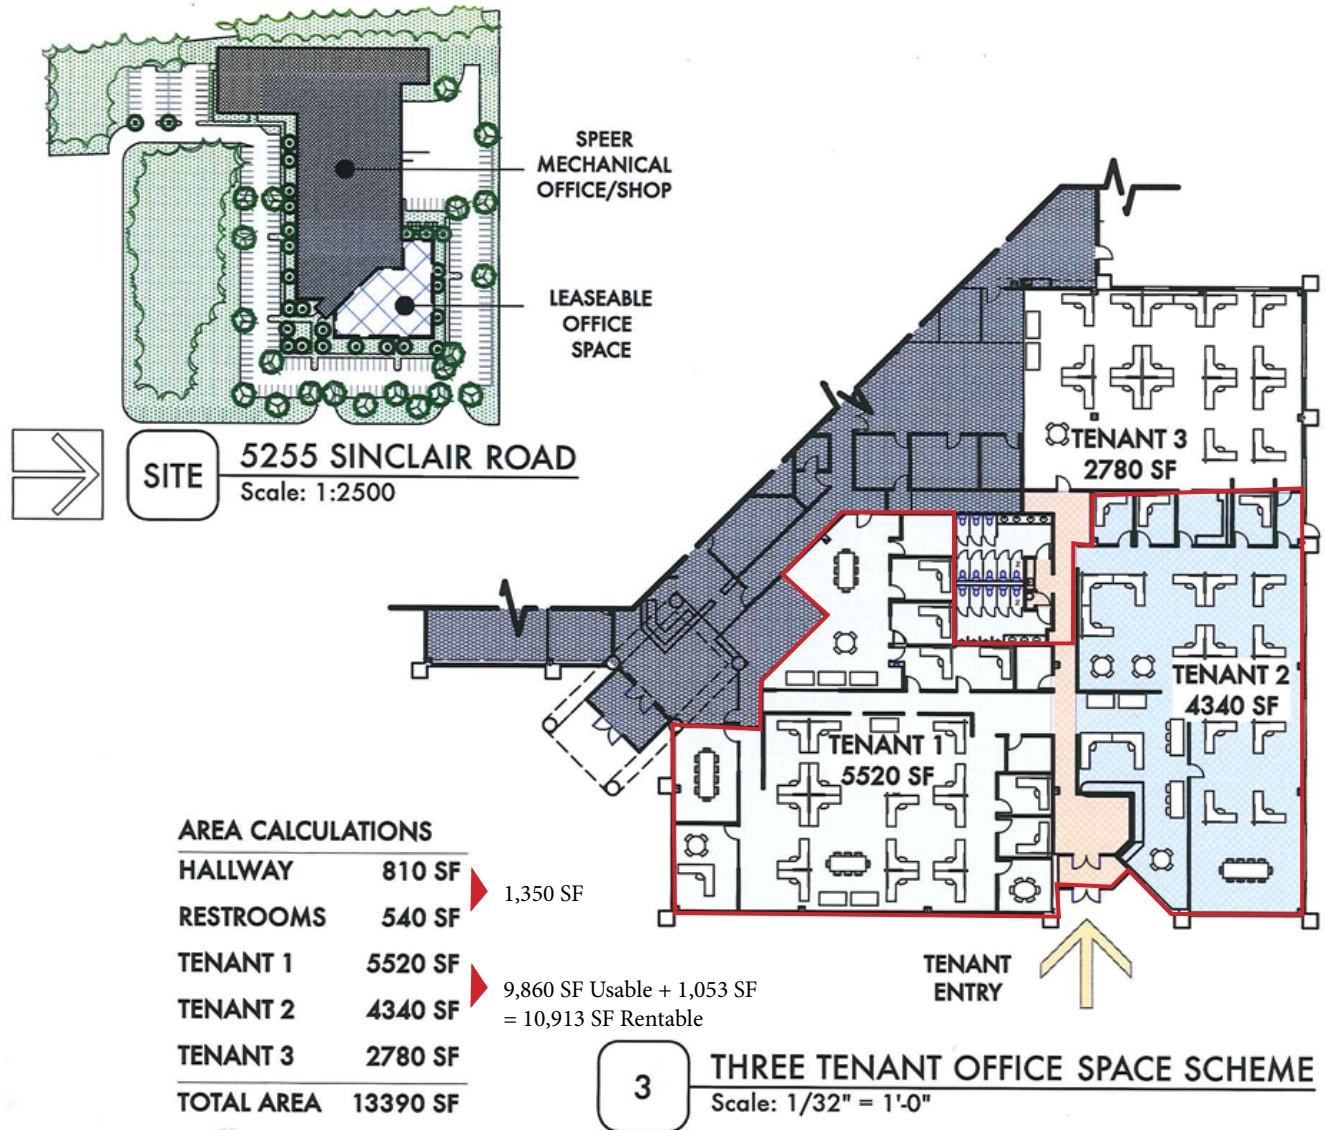 SPEER
MECHANICAL
OFFICE/SHOP
LEASEABLE
OFFICE
SPACE
SITE
5255 SINCLAIR ROAD
Scale: 1:2500
TENANT 3
2780 SF
TENANT 2
4340 SF
TENANT 1
5520 SF
TENANT
ENTRY
AREA CALCULATIONS
HALLWAY 810 SF
RESTROOMS 540 SF
1,350 SF
TENANT 1 5520 SF
TENANT 2 4340 SF
9,860 SF Usable + 1,053 SF
= 10,913 SF Rentable
TENANT 3 2780 SF
TOTAL AREA 13390 SF
3
THREE TENANT OFFICE SPACE SCHEME
Scale: 1/32" = 1'-0"